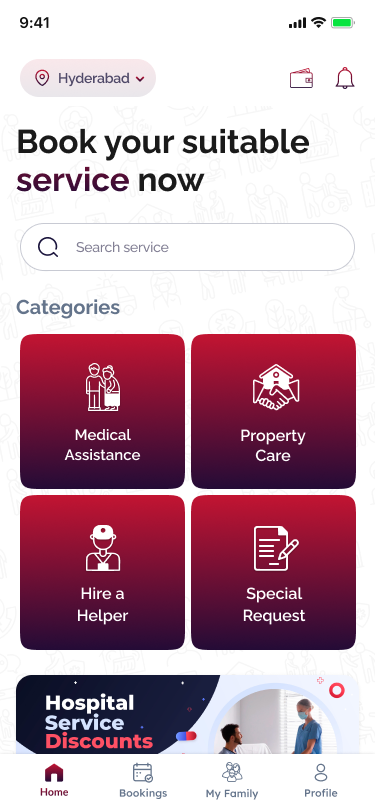 9:41
Hyderabad
Book your suitable
service now
Search service
Categories
Medical
Assistance
Property
Care
Hire a
Helper
Special
Request
Hospital
Service
Discounts
Home
Bookings
My Family
Profile